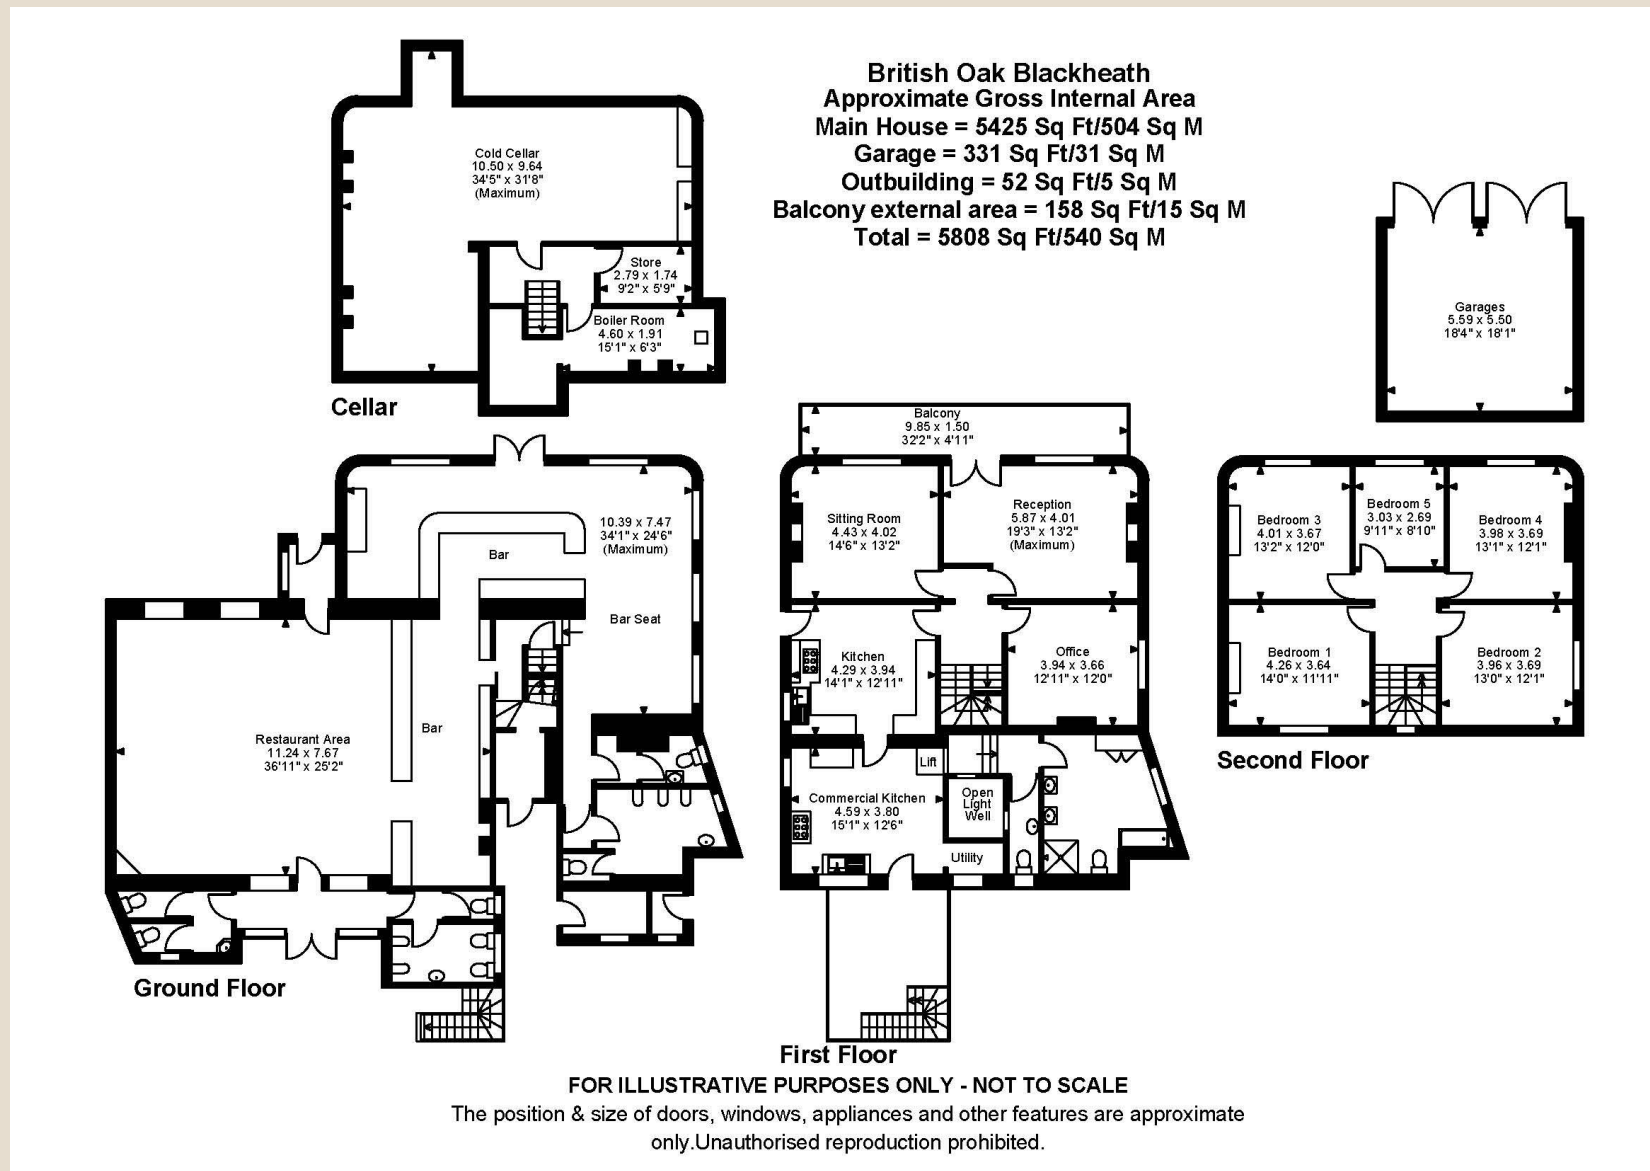 British Oak Blackheath
Approximate Gross Internal Area
Main House = 5425 Sq Ft/504 Sq M
Garage = 331 Sq Ft/31 Sq M
Outbuilding = 52 Sq Ft/5 Sq M
Balcony external area = 158 Sq Ft/15 Sq M
Total = 5808 Sq Ft/540 Sq M
Cold Cellar
10.50 x 9.64
34'5" x 31'8"
(Maximum)
Store
2.79 x 1.74
9'2" x 5'9"
Boiler Room
4.60 x 1.91
15'1" x 6'3"
Cellar
Garages
5.59 x 5.50
18'4" x 18'1"
10.39 x 7.47
34'1" x 24'6"
(Maximum)
Bar
Bar Seat
Restaurant Area
11.24 x 7.67
36'11" x 25'2"
Bar
Ground Floor
Balcony
9.85 x 1.50
32'2" x 4'11"
Sitting Room
4.43 x 4.02
14'6" x 13'2"
Reception
5.87 x 4.01
19'3" x 13'2"
(Maximum)
Kitchen
4.29 x 3.94
14'1" x 12'11"
Office
3.94 x 3.66
12'11" x 12'0"
Lift
Commercial Kitchen
4.59 x 3.80
15'1" x 12'6"
Open
Light
Well
Utility
First Floor
Bedroom 3
4.01 x 3.67
13'2" x 12'0"
Bedroom 5
3.03 x 2.69
9'11" x 8'10"
Bedroom 4
3.98 x 3.69
13'1" x 12'1"
Bedroom 1
4.26 x 3.64
14'0" x 11'11"
Bedroom 2
3.96 x 3.69
13'0" x 12'1"
Second Floor
FOR ILLUSTRATIVE PURPOSES ONLY - NOT TO SCALE
The position & size of doors, windows, appliances and other features are approximate
only.Unauthorised reproduction prohibited.